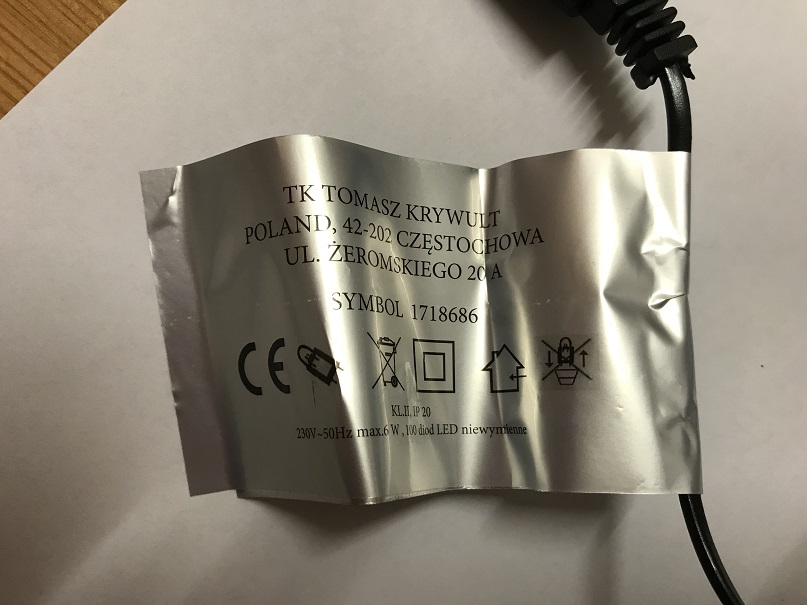 TK TOMASZ KRYWULT
POLAND, 42-202 CZĘSTOCHOWA
UL. ŻEROMSKIEGO 20 A
SYMBOL 1718686
CE
KL.II, IP 20
230V~50Hz max.6 W , 100 diod LED niewymienne